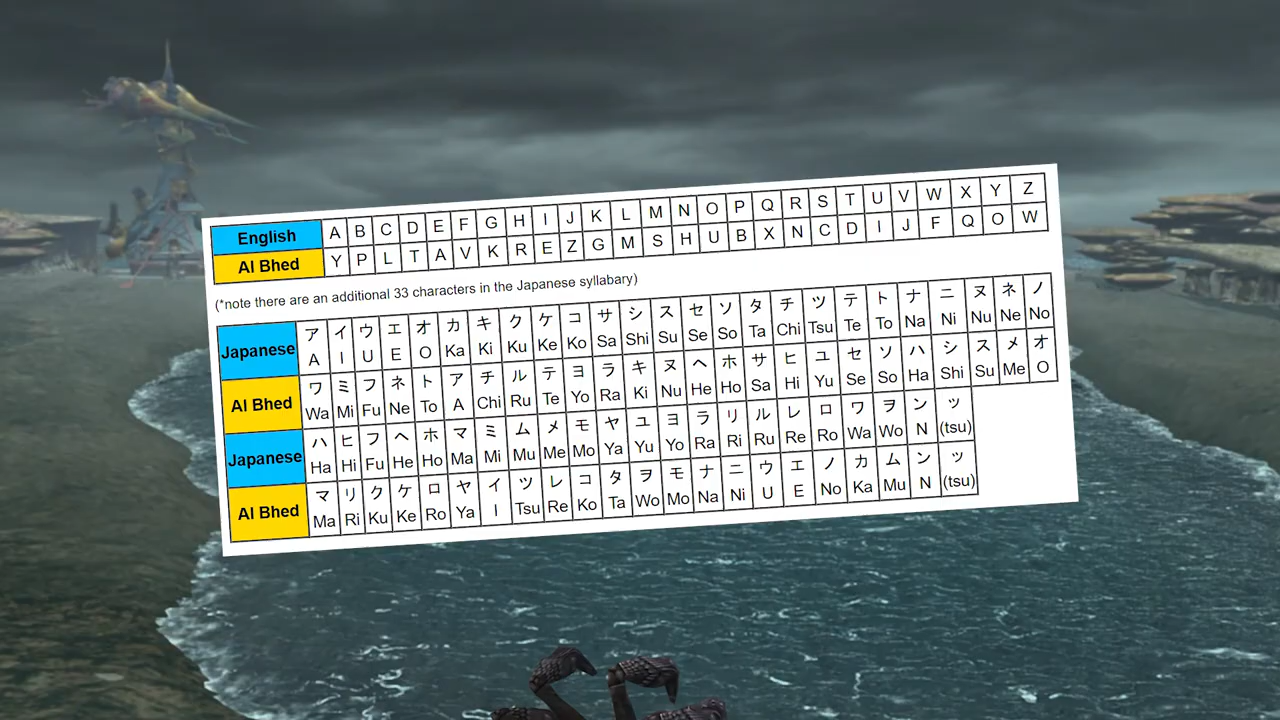 English A B C D E F G H I J K L M N O P Q R S T U V W X Y Z
Al Bhed Y P L T A V K R E Z G M S H U B X N C D I J F Q O W
(*note there are an additional 33 characters in the Japanese syllabary)
Japanese ア イ ウ エ オ カ キ ク ケ コ サ シ ス セ ソ タ チ ツ テ ト ナ ニ ヌ ネ ノ
A I U E O Ka Ki Ku Ke Ko Sa Shi Su Se So Ta Chi Tsu Te To Na Ni Nu Ne No
Al Bhed ワ ミ フ ネ ト ア チ ル テ ヨ ラ キ ヌ ヘ ホ サ ヒ ユ セ ソ ハ シ ス メ オ
Wa Mi Fu Ne To A Chi Ru Te Yo Ra Ki Nu He Ho Sa Hi Yu Se So Ha Shi Su Me O
Japanese ハ ヒ フ ヘ ホ マ ミ ム メ モ ヤ ユ ヨ ラ リ ル レ ロ ワ ヲ ン ッ
Ha Hi Fu He Ho Ma Mi Mu Me Mo Ya Yu Yo Ra Ri Ru Re Ro Wa Wo N (tsu)
Al Bhed マ リ ク ケ ロ ヤ イ ツ レ コ タ ヲ モ ナ ニ ウ エ ノ カ ム ン ッ
Ma Ri Ku Ke Ro Ya I Tsu Re Ko Ta Wo Mo Na Ni U E No Ka Mu N (tsu)